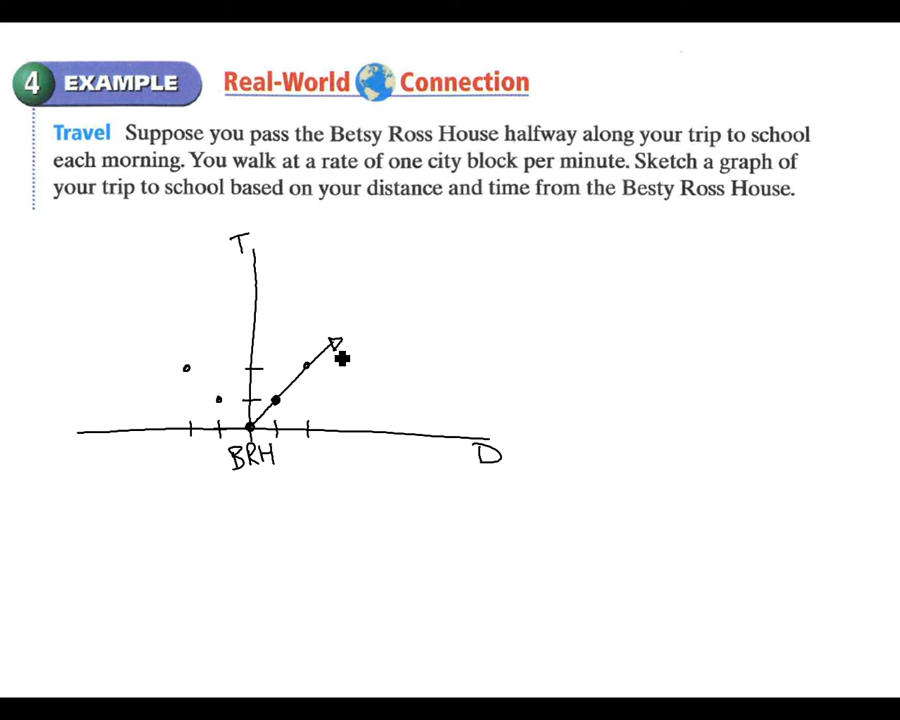 4 EXAMPLE Real-World Connection
Travel Suppose you pass the Betsy Ross House halfway along your trip to school
each morning. You walk at a rate of one city block per minute. Sketch a graph of
your trip to school based on your distance and time from the Besty Ross House.
T
BRH
D